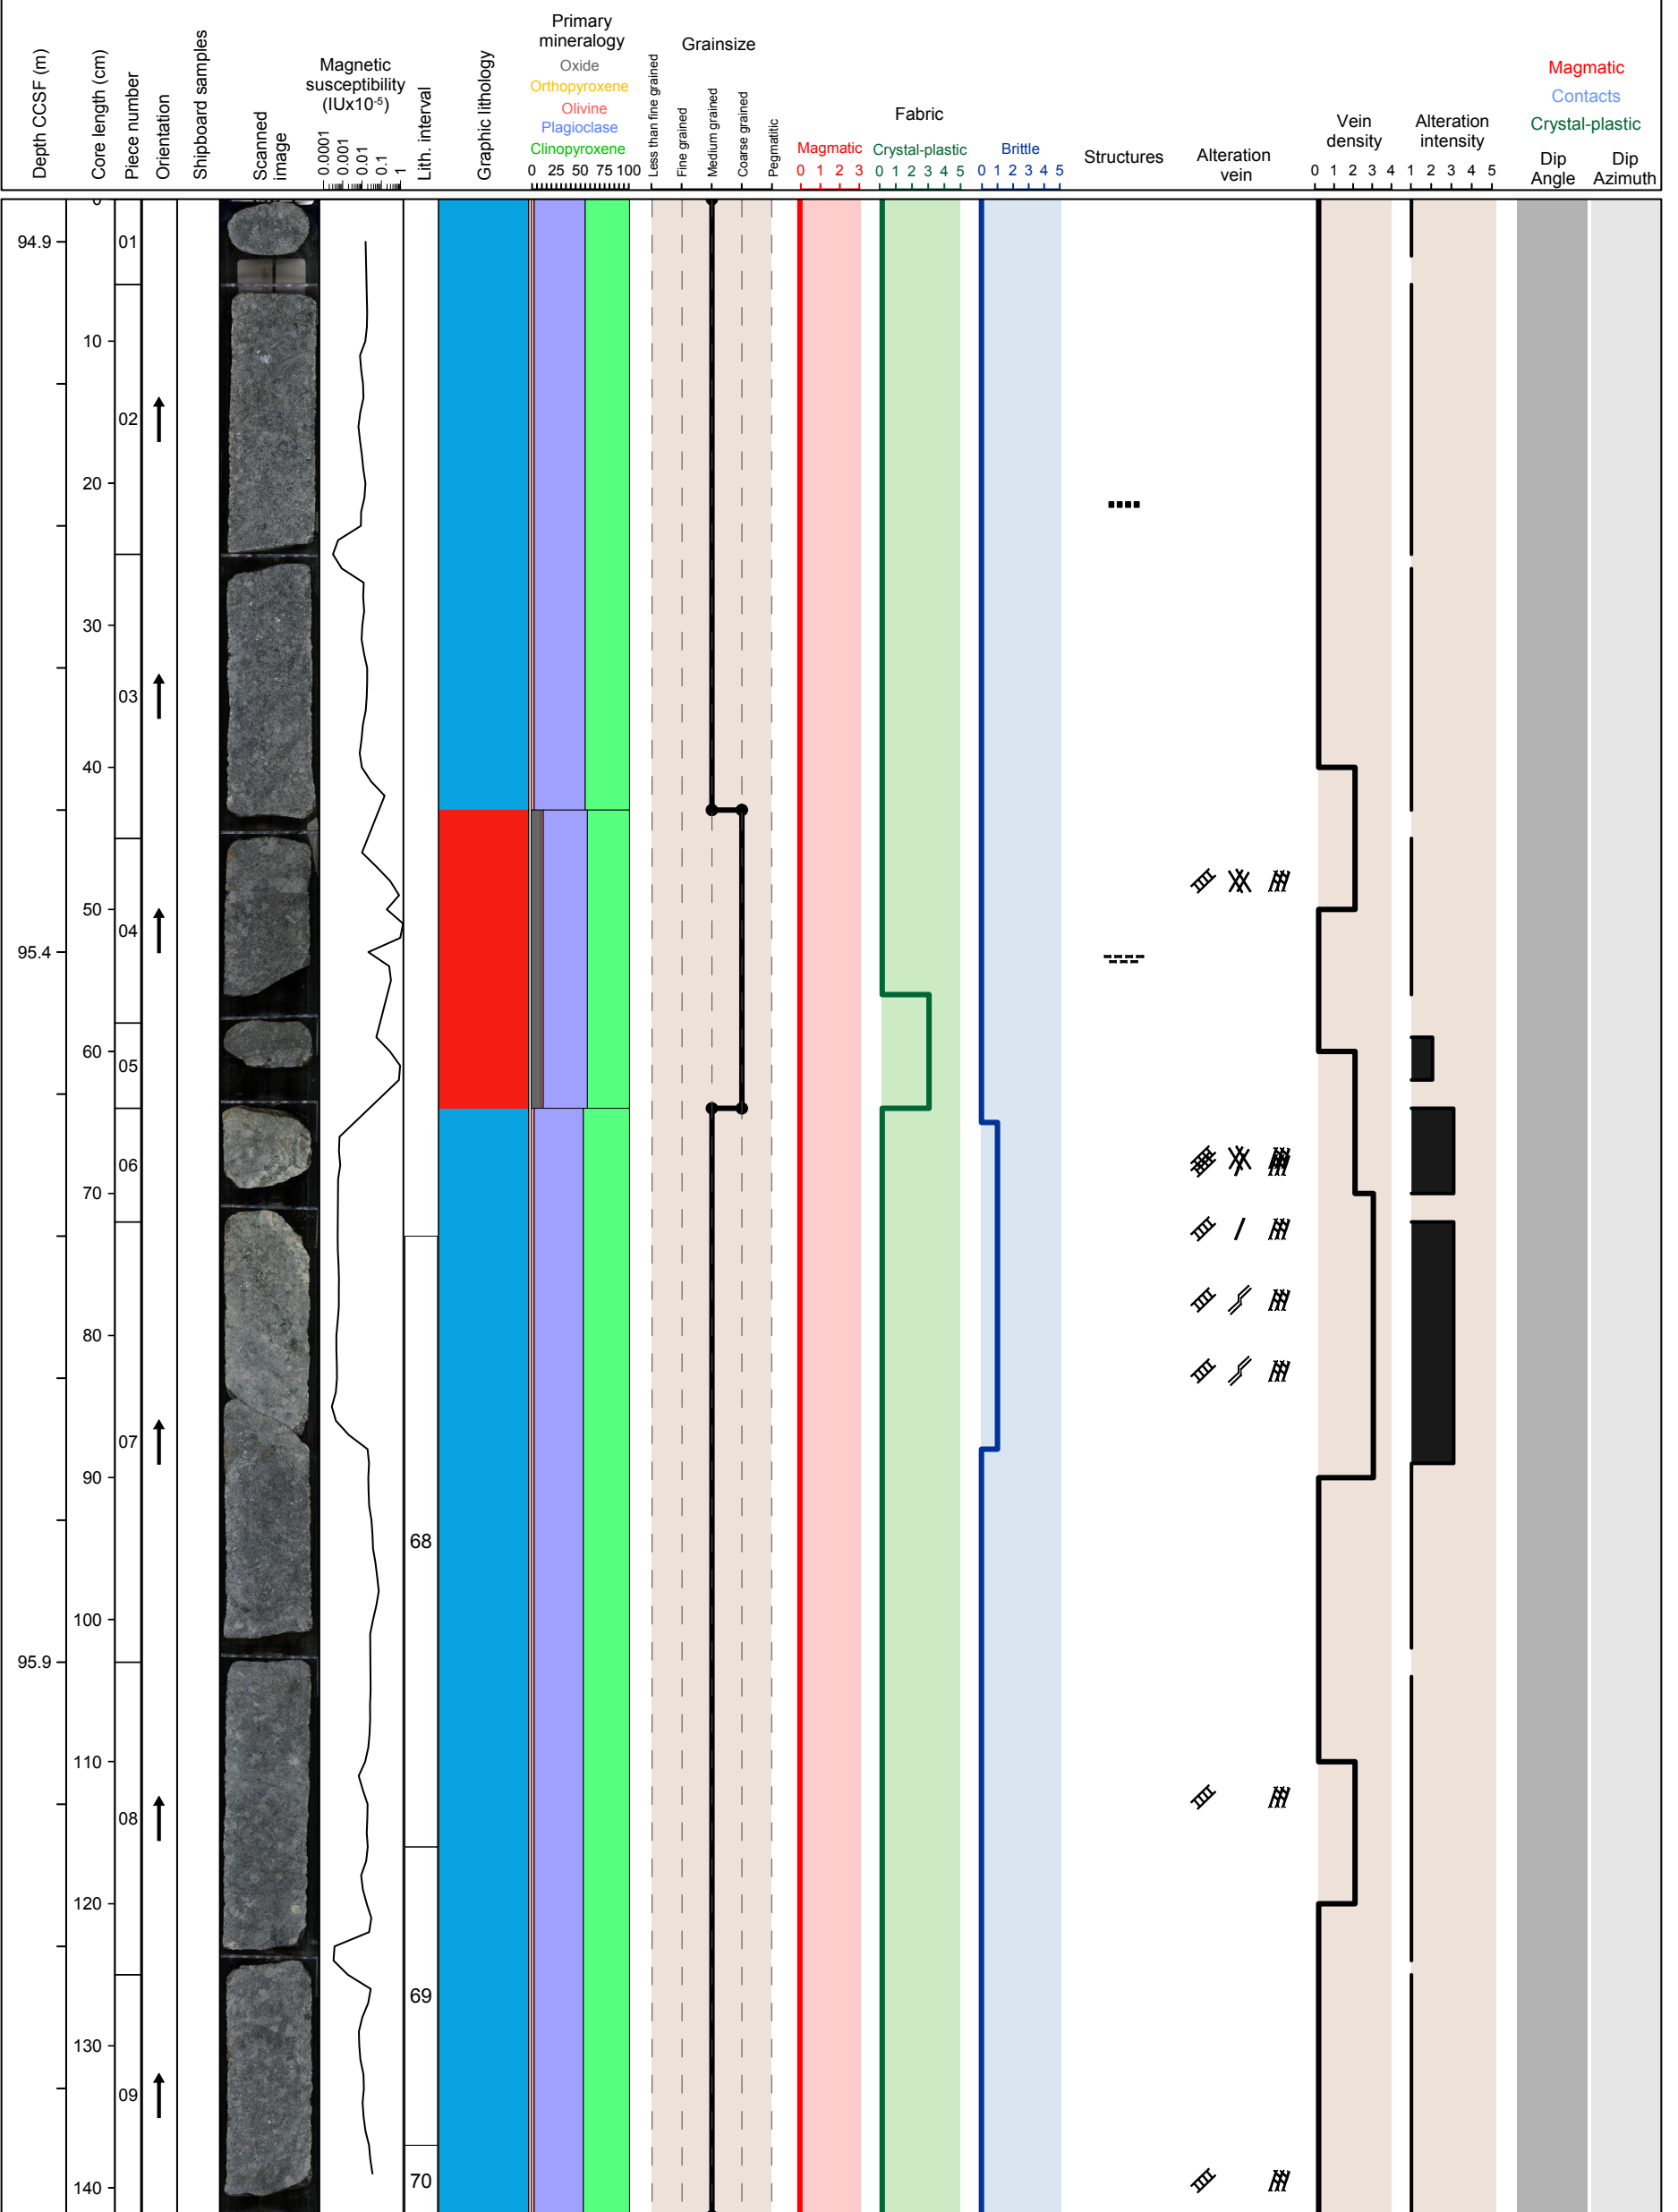 Depth CCSF (m)
Core length (cm)
Piece number
Orientation
Shipboard samples
Scanned
image
Magnetic
susceptibility
(IUx10-5)
0.0001
0.001
0.01
0.1
1
Lith. interval
Graphic lithology
Primary
mineralogy
Oxide
Orthopyroxene
Olivine
Plagioclase
Clinopyroxene
0 25 50 75 100
Grainsize
Less than fine grained
Fine grained
Medium grained
Coarse grained
Pegmatitic
Fabric
Magmatic
0 1 2 3
Crystal-plastic
0 1 2 3 4 5
Brittle
0 1 2 3 4 5
Structures
Alteration
vein
Vein
density
0 1 2 3 4
Alteration
intensity
1 2 3 4 5
Magmatic
Contacts
Crystal-plastic
Dip
Angle
Dip
Azimuth
0
94.9
01
10
02
20
30
03
40
50
04
95.4
60
05
06
70
80
07
90
68
100
95.9
110
08
120
69
130
09
70
140